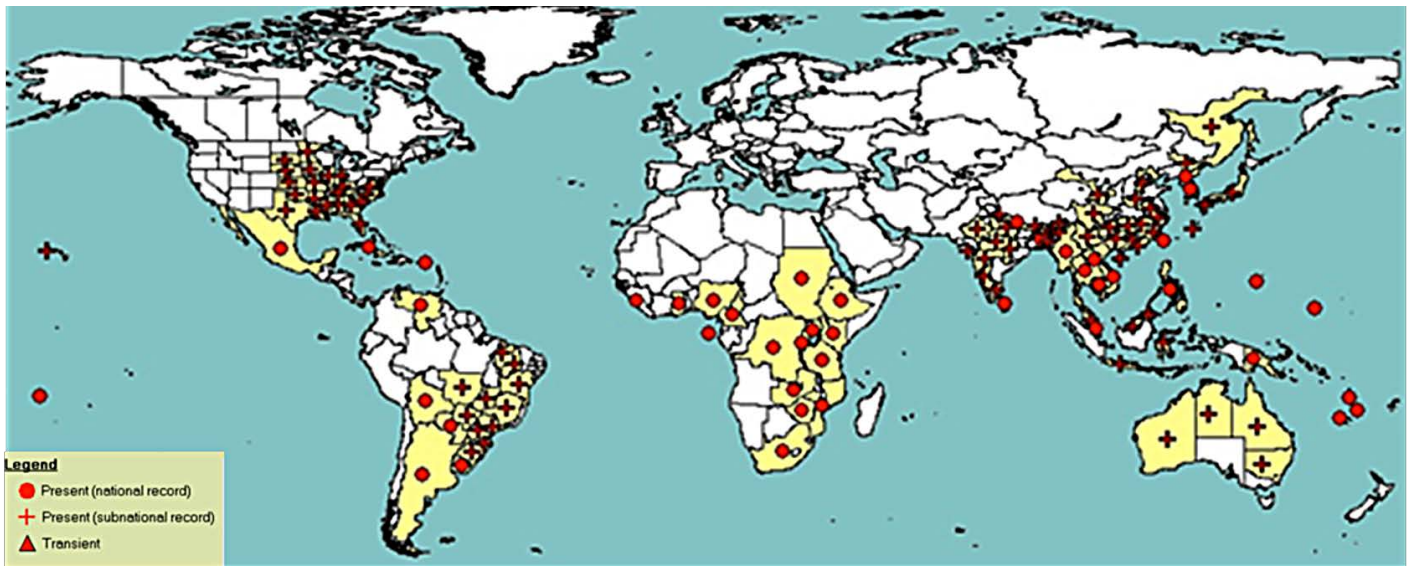 Legend
Present (national record)
Present (subnational record)
Transient